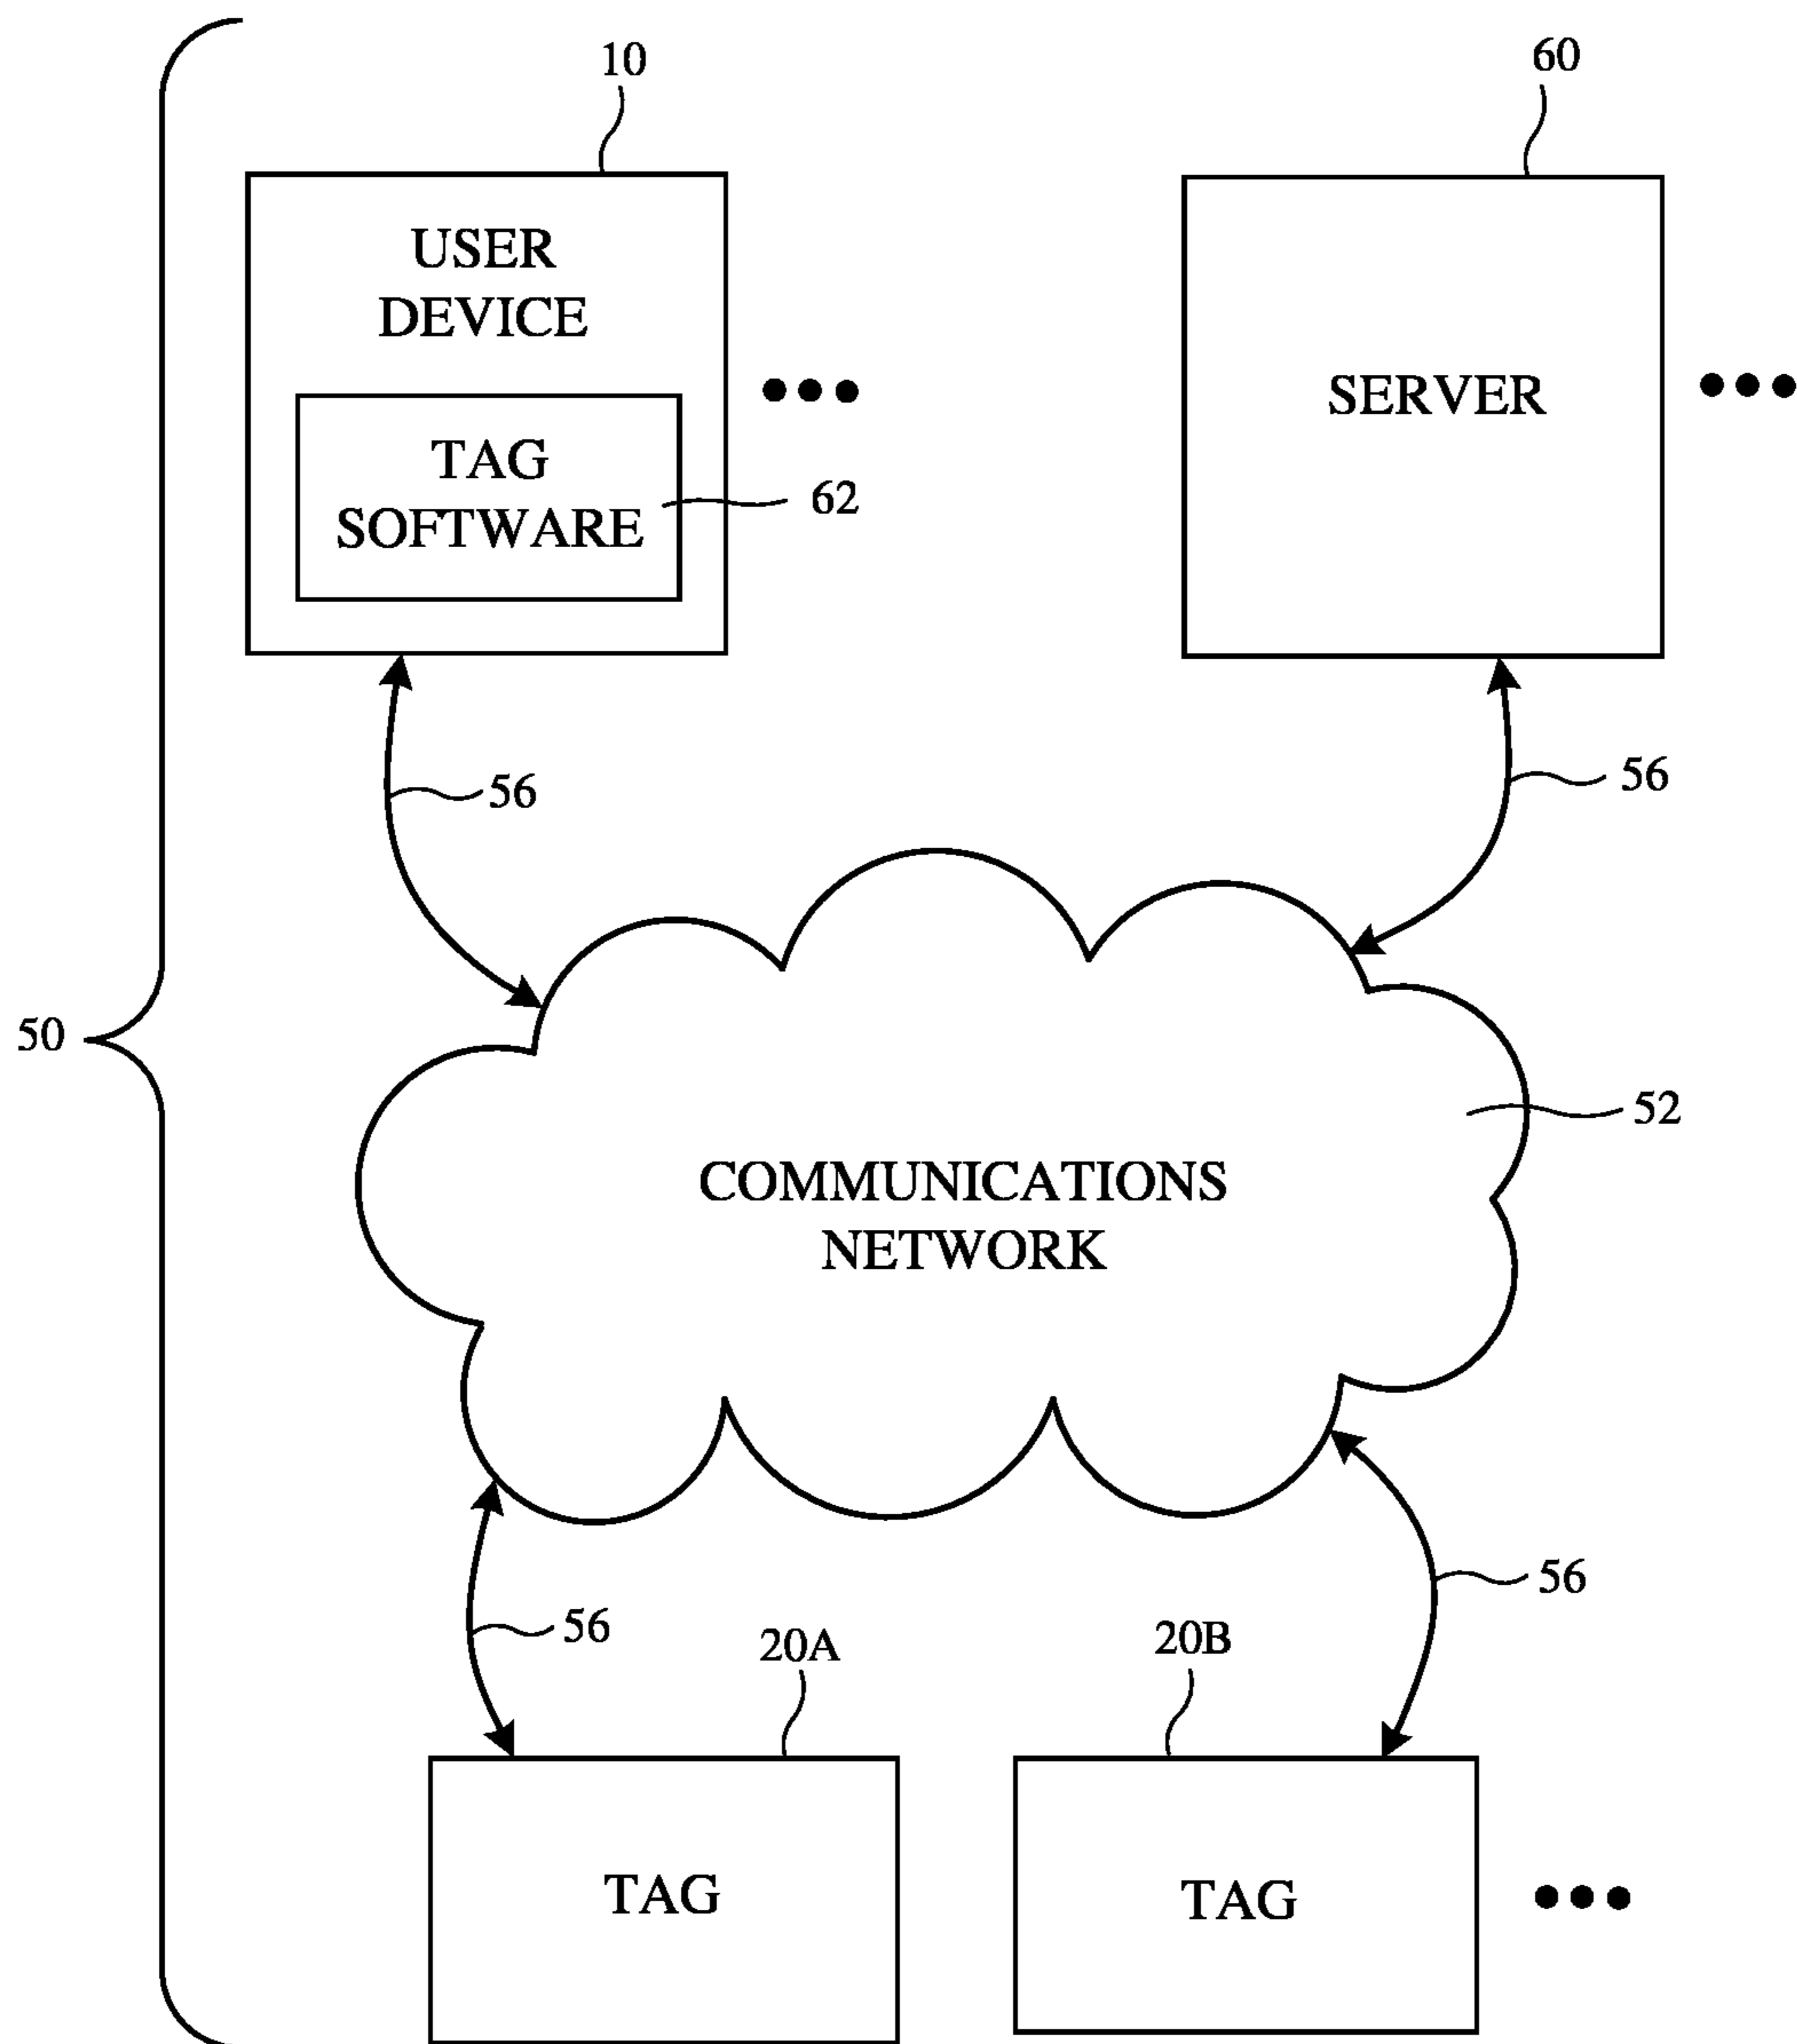 10
60
USER
DEVICE
SERVER
TAG
SOFTWARE
62
56
56
50
52
COMMUNICATIONS
NETWORK
56
56
20A
20B
TAG
TAG